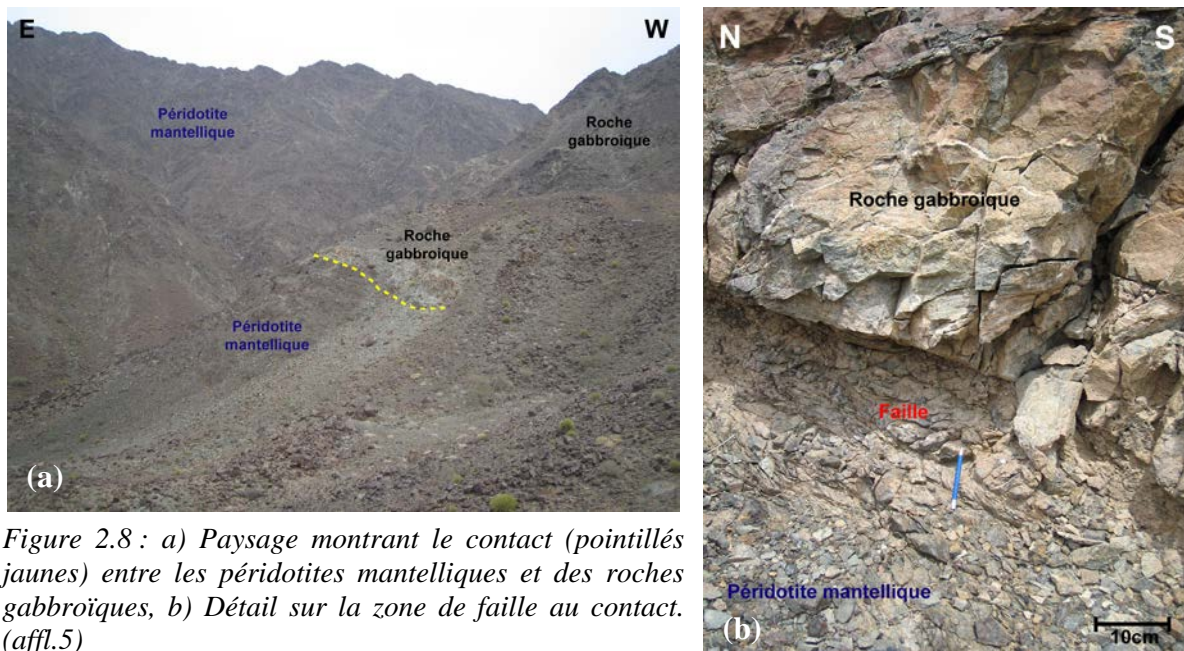 E
W
Péridotite
mantellique
Roche
gabbroique
Roche
gabbroique
Péridotite
mantellique
(a)
Figure 2.8 : a) Paysage montrant le contact (pointillés
jaunes) entre les péridotites mantelliques et des roches
gabbroïques, b) Détail sur la zone de faille au contact.
(affl.5)
N
S
Roche gabbroique
Faille
Péridotite mantellique
(b)
10cm